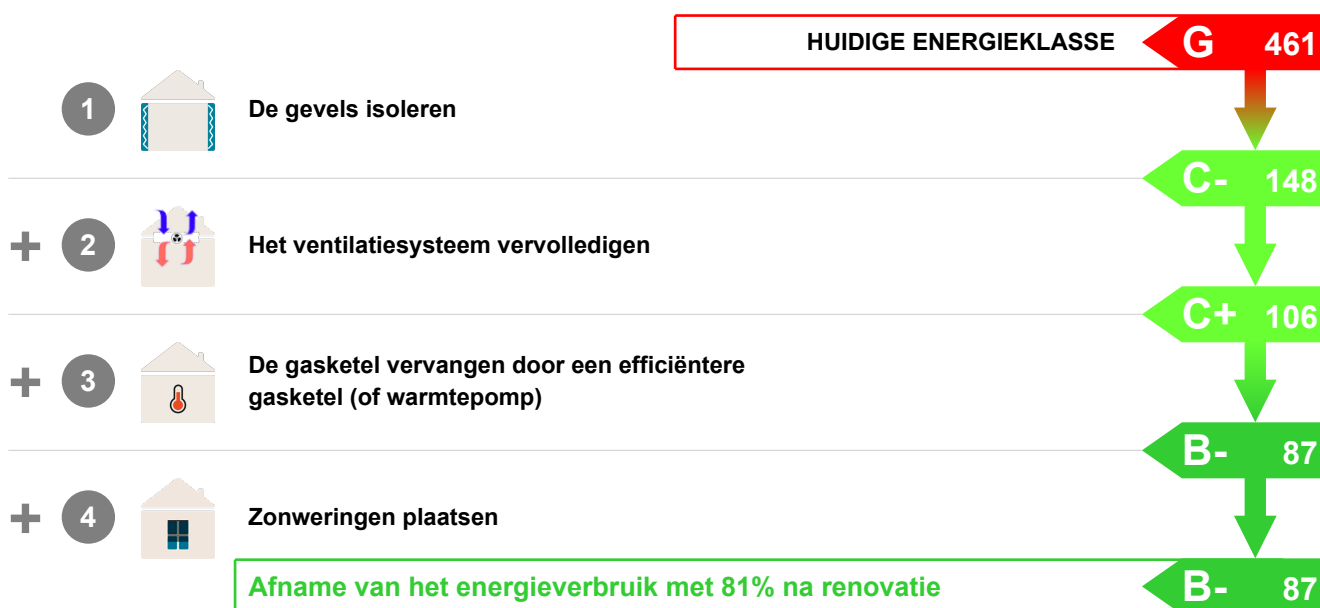 HUIDIGE ENERGIEKLASSE G 461
1 De gevels isoleren
C- 148
+ 2 Het ventilatiesysteem vervolledigen
C+ 106
+ 3 De gasketel vervangen door een efficiëntere
gasketel (of warmtepomp)
B- 87
+ 4 Zonweringen plaatsen
Afname van het energieverbruik met 81% na renovatie B- 87